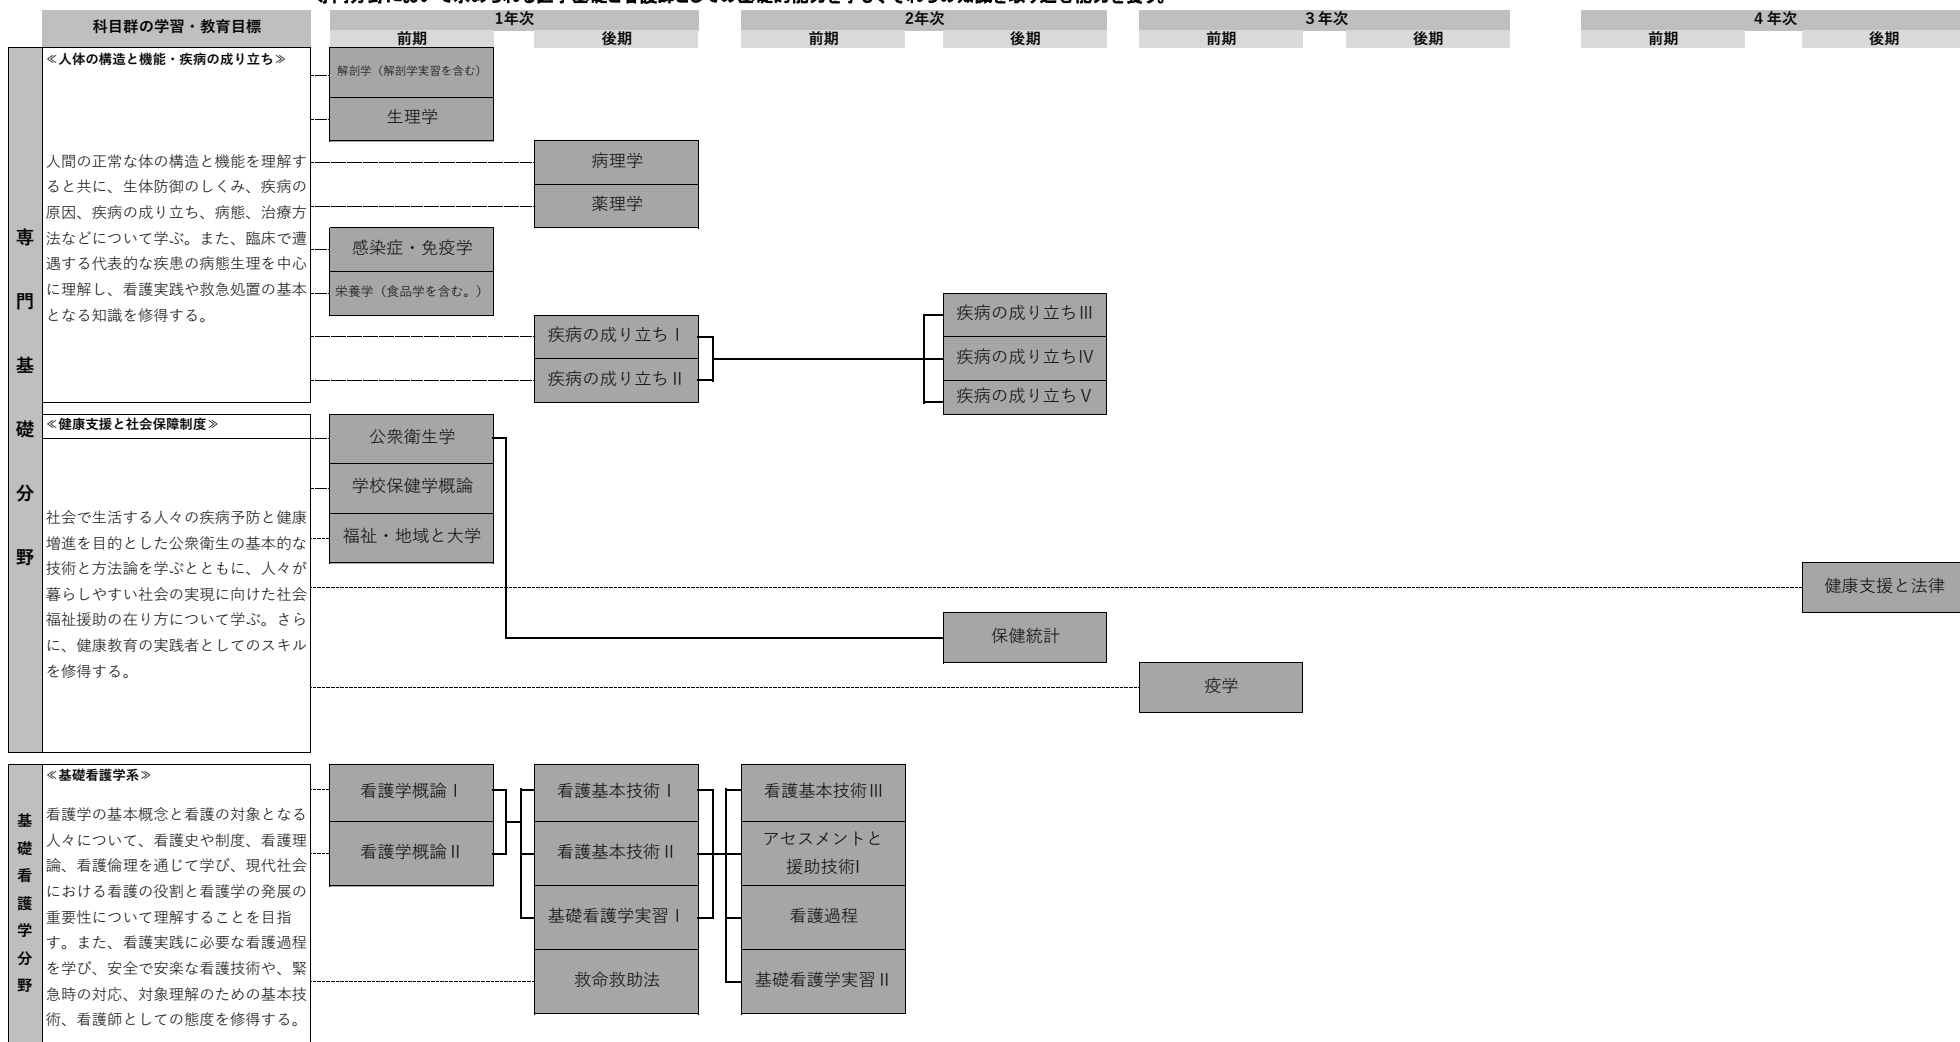 科目群の学習・教育目標
1年次
2年次
３年次
４年次
前期
後期
前期
後期
前期
後期
前期
後期
専門基礎分野
≪人体の構造と機能・疾病の成り立ち≫
人間の正常な体の構造と機能を理解す
ると共に、生体防御のしくみ、疾病の
原因、疾病の成り立ち、病態、治療方
法などについて学ぶ。また、臨床で遭
遇する代表的な疾患の病態生理を中心
に理解し、看護実践や救急処置の基本
となる知識を修得する。
解剖学（解剖学実習を含む）
生理学
病理学
薬理学
感染症・免疫学
栄養学（食品学を含む。）
疾病の成り立ちⅠ
疾病の成り立ちⅡ
疾病の成り立ちⅢ
疾病の成り立ちⅣ
疾病の成り立ちⅤ
≪健康支援と社会保障制度≫
社会で生活する人々の疾病予防と健康
増進を目的とした公衆衛生の基本的な
技術と方法論を学ぶとともに、人々が
暮らしやすい社会の実現に向けた社会
福祉援助の在り方について学ぶ。さら
に、健康教育の実践者としてのスキル
を修得する。
公衆衛生学
学校保健学概論
福祉・地域と大学
健康支援と法律
保健統計
疫学
基礎看護学分野
≪基礎看護学系≫
看護学の基本概念と看護の対象となる
人々について、看護史や制度、看護理
論、看護倫理を通じて学び、現代社会
における看護の役割と看護学の発展の
重要性について理解することを目指
す。また、看護実践に必要な看護過程
を学び、安全で安楽な看護技術や、緊
急時の対応、対象理解のための基本技
術、看護師としての態度を修得する。
看護学概論Ⅰ
看護学概論Ⅱ
看護基本技術Ⅰ
看護基本技術Ⅱ
基礎看護学実習Ⅰ
救命救助法
看護基本技術Ⅲ
アセスメントと
援助技術Ⅰ
看護過程
基礎看護学実習Ⅱ